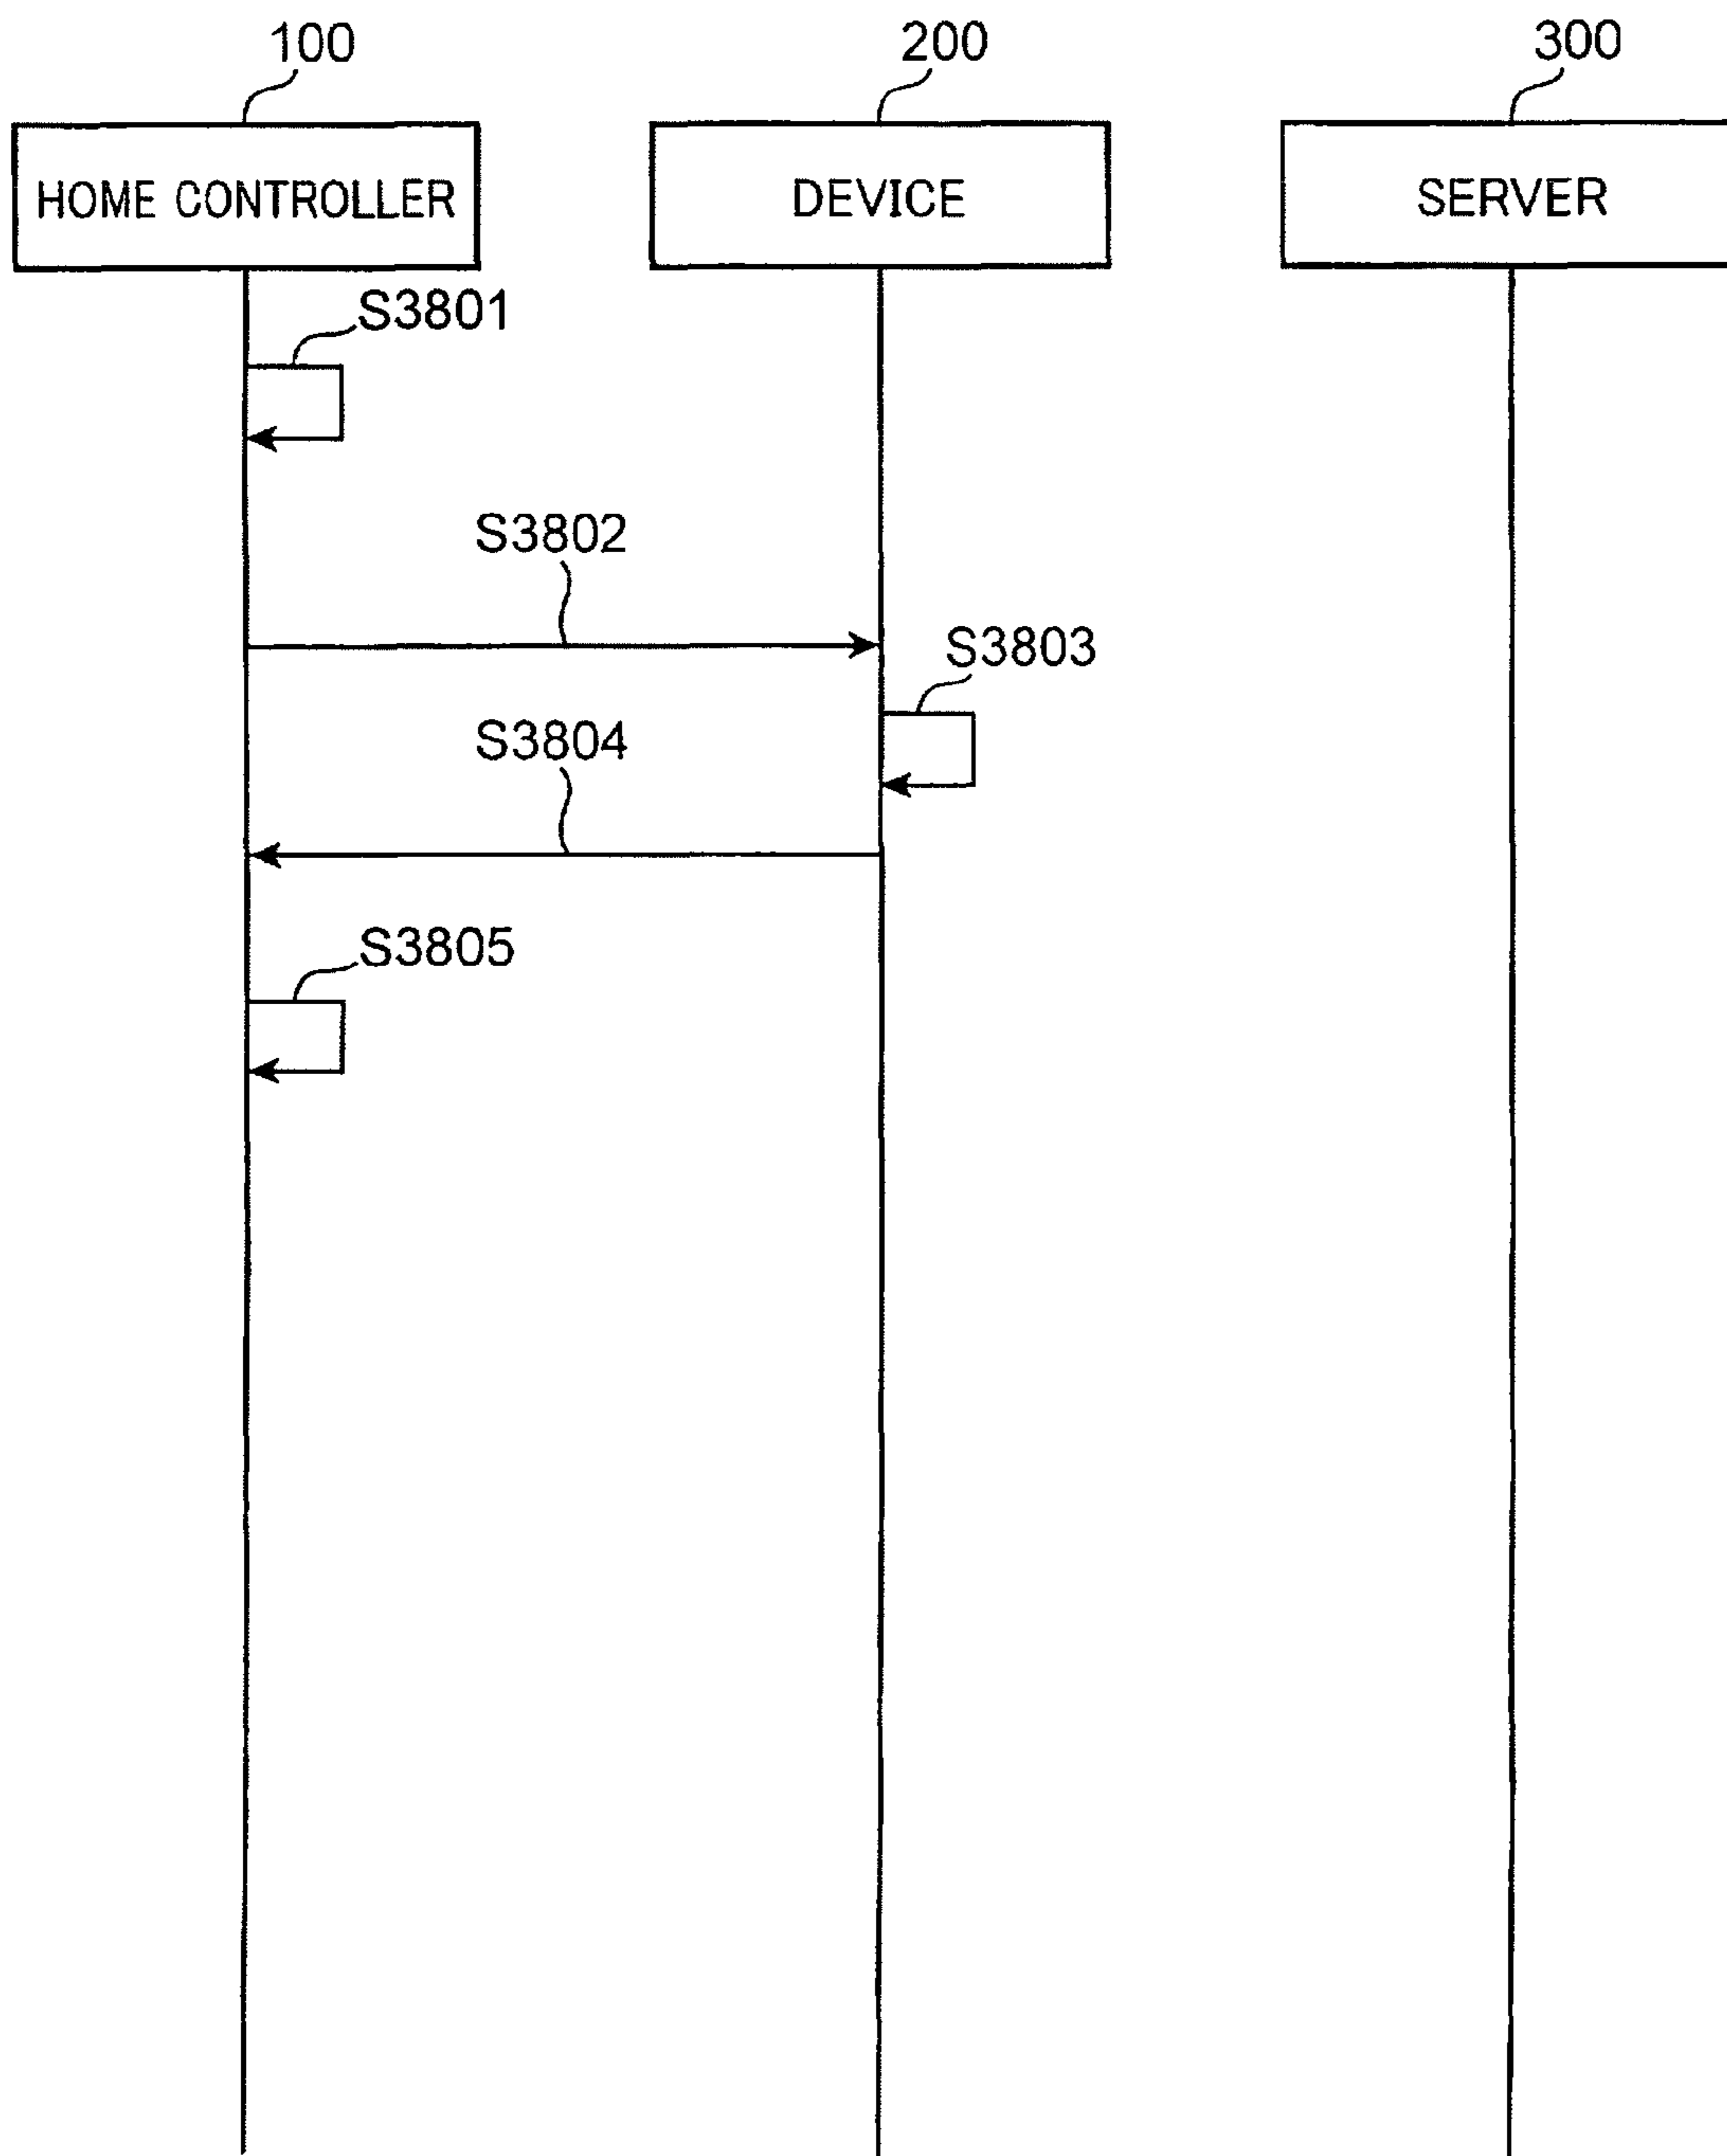 100
200
300
HOME CONTROLLER
DEVICE
SERVER
S3801
S3802
S3803
S3804
S3805